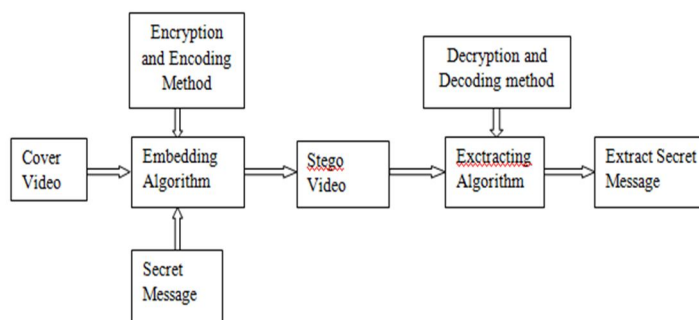 Encryption
and Encoding
Method
Decryption and
Decoding method
Cover
Video
Embedding
Algorithm
Stego
Video
Exctracting
Algorithm
Extract Secret
Message
Secret
Message